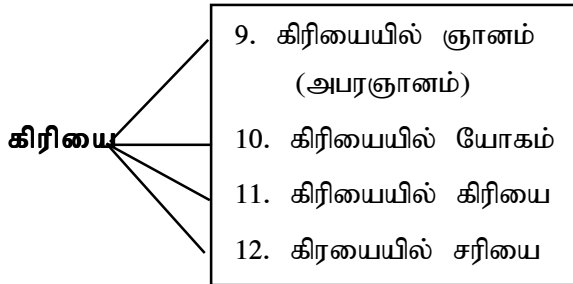 9. கிரியையில் ஞானம்
(அபரஞானம்)
கிரியை
10. கிரியையில் யோகம்
11. கிரியையில் கிரியை
12. கிரயையில் சரியை